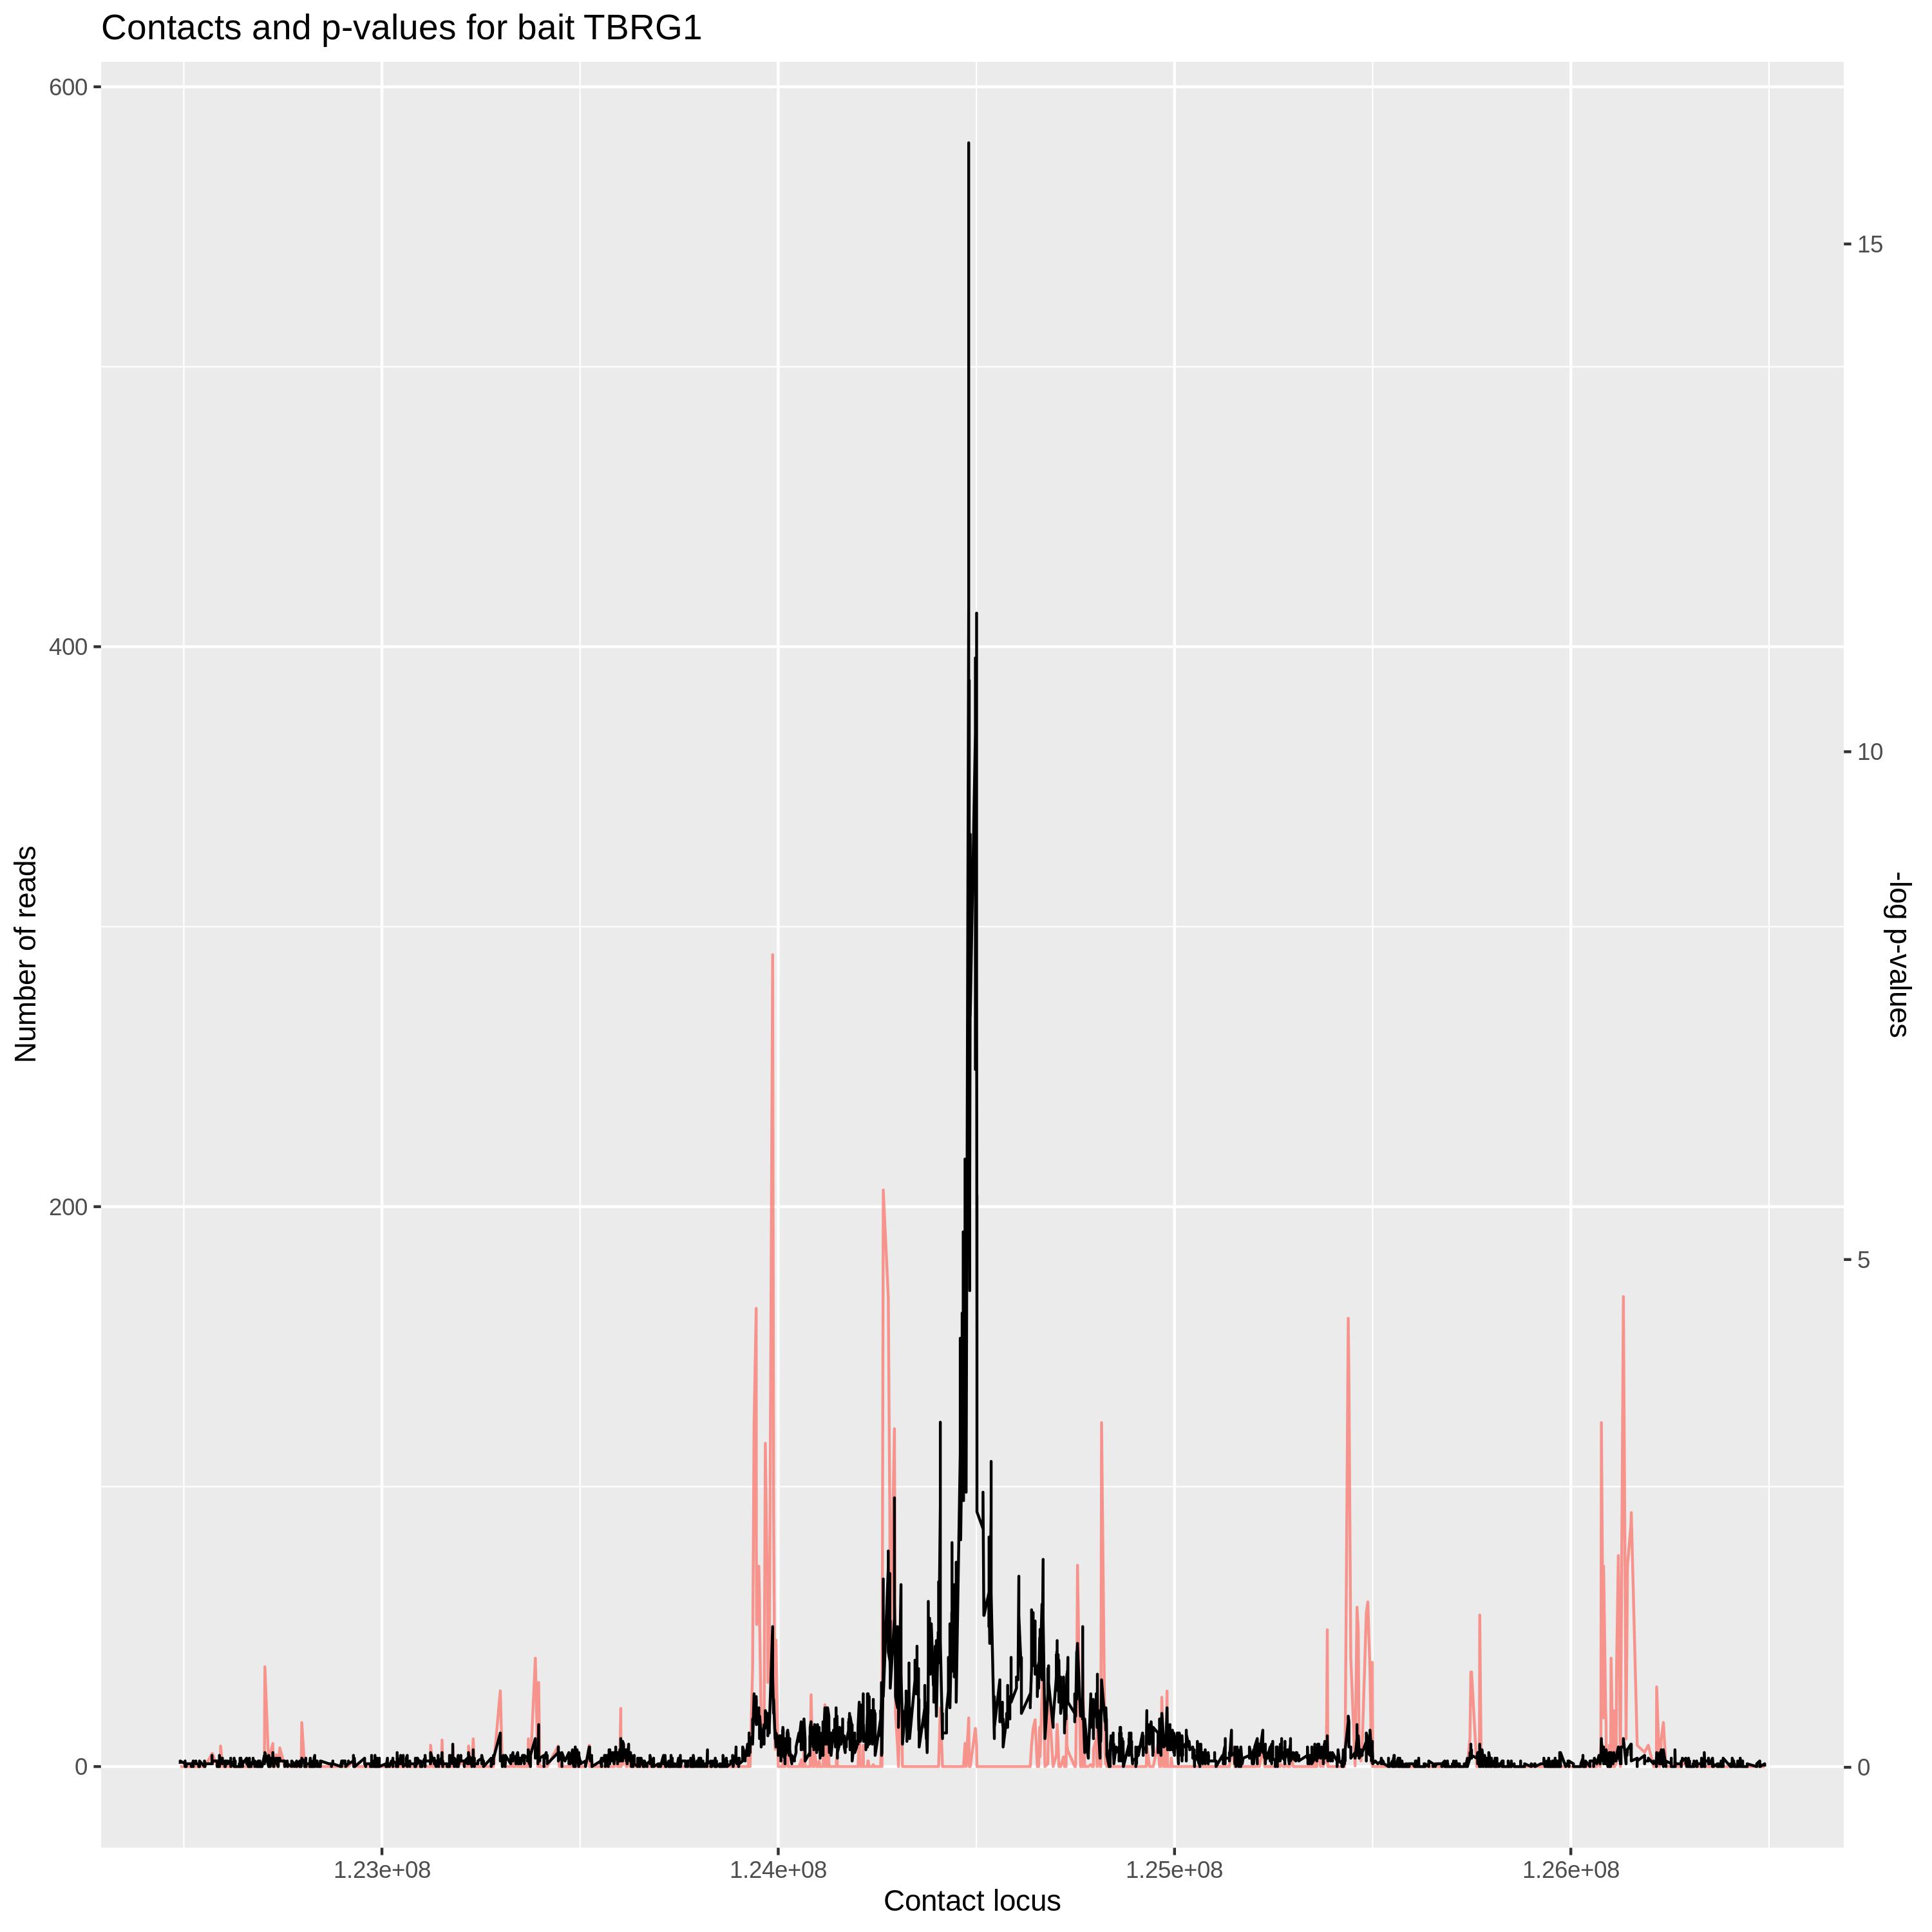 Contacts and p-values for bait TBRG1
600
400
200
0
Number of reads
15
10
5
0
-log p-values
1.23e+08
1.24e+08
1.25e+08
1.26e+08
Contact locus